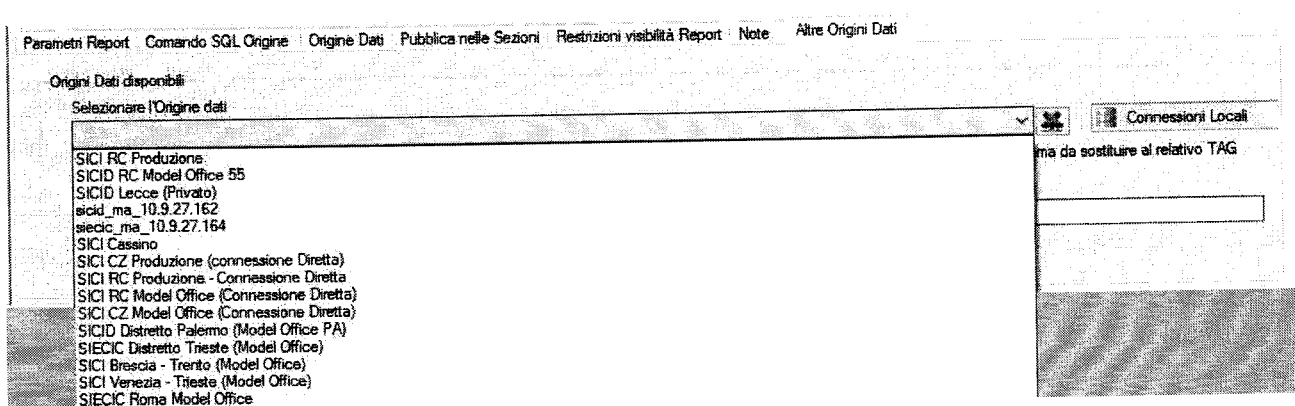 Parametri Report Comando SQL Origine Origine Dati Pubblica nelle Sezioni Restrizioni visibilità Report Note Altre Origini Dati
Origini Dati disponibili
Selezionare l'Origine dati
Connessioni Locali
ma da sostituire al relativo TAG
SICI RC Produzione
SICID RC Model Office 55
SICID Lecce (Privato)
sicid_ma_10.9.27.162
siecic_ma_10.9.27.164
SICI Cassino
SICI CZ Produzione (connessione Diretta)
SICI RC Produzione - Connessione Diretta
SICI RC Model Office (Connessione Diretta)
SICI CZ Model Office (Connessione Diretta)
SICID Distretto Palermo (Model Office PA)
SIECIC Distretto Trieste (Model Office)
SICI Brescia - Trento (Model Office)
SICI Venezia - Trieste (Model Office)
SIECIC Roma Model Office